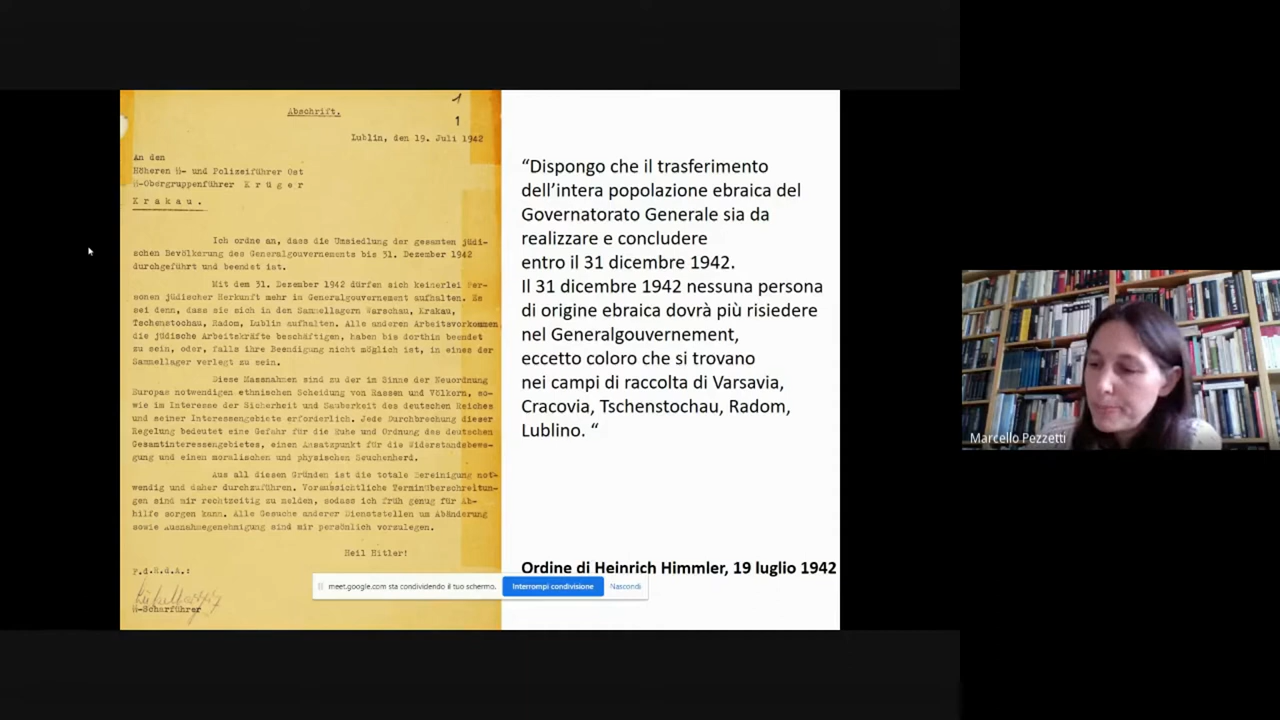 1
Abschrift.
1
Lublin, den 19. Juli 1942
An den
Höheren SS- und Polizeiführer Ost
SS-Obergruppenführer K r ü g e r
K r a k a u .
Ich ordne an, dass die Umsiedlung der gesamten jüdi-
schen Bevölkerung des Generalgouvernements bis 31. Dezember 1942
durchgeführt und beendet ist.
Mit dem 31. Dezember 1942 dürfen sich keinerlei Per-
sonen jüdischer Herkunft mehr im Generalgouvernement aufhalten. Es
sei denn, dass sie sich in den Sammellagern Warschau, Krakau,
Tschenstochau, Radom, Lublin aufhalten. Alle anderen Arbeitsvorkommen,
die jüdische Arbeitskräfte beschäftigen, haben bis dorthin beendet
zu sein, oder, falls ihre Beendigung nicht möglich ist, in eines der
Sammellager verlegt zu sein.
Diese Massnahmen sind zu der im Sinne der Neuordnung
Europas notwendigen ethnischen Scheidung von Rassen und Völkern, so-
wie im Interesse der Sicherheit und Sauberkeit des deutschen Reiches
und seiner Interessengebiete erforderlich. Jede Durchbrechung dieser
Regelung bedeutet eine Gefahr für die Ruhe und Ordnung des deutschen
Gesamtinteressengebietes, einen Ansatzpunkt für die Widerstandsbewe-
gung und einen moralischen und physischen Seuchenherd.
Aus all diesen Gründen ist die totale Bereinigung not-
wendig und daher durchzuführen. Voraussichtliche Terminüberschreitun-
gen sind mir rechtzeitig zu melden, sodass ich früh genug für Ab-
hilfe sorgen kann. Alle Gesuche anderer Dienststellen um Abänderung
sowie Ausnahmegenehmigung sind mir persönlich vorzulegen.
Heil Hitler!
F.d.R.d.A.:
SS-Scharführer
“Dispongo che il trasferimento
dell’intera popolazione ebraica del
Governatorato Generale sia da
realizzare e concludere
entro il 31 dicembre 1942.
Il 31 dicembre 1942 nessuna persona
di origine ebraica dovrà più risiedere
nel Generalgouvernement,
eccetto coloro che si trovano
nei campi di raccolta di Varsavia,
Cracovia, Tschenstochau, Radom,
Lublino. “
Ordine di Heinrich Himmler, 19 luglio 1942
meet.google.com sta condividendo il tuo schermo. Interrompi condivisione Nascondi
Marcello Pezzetti